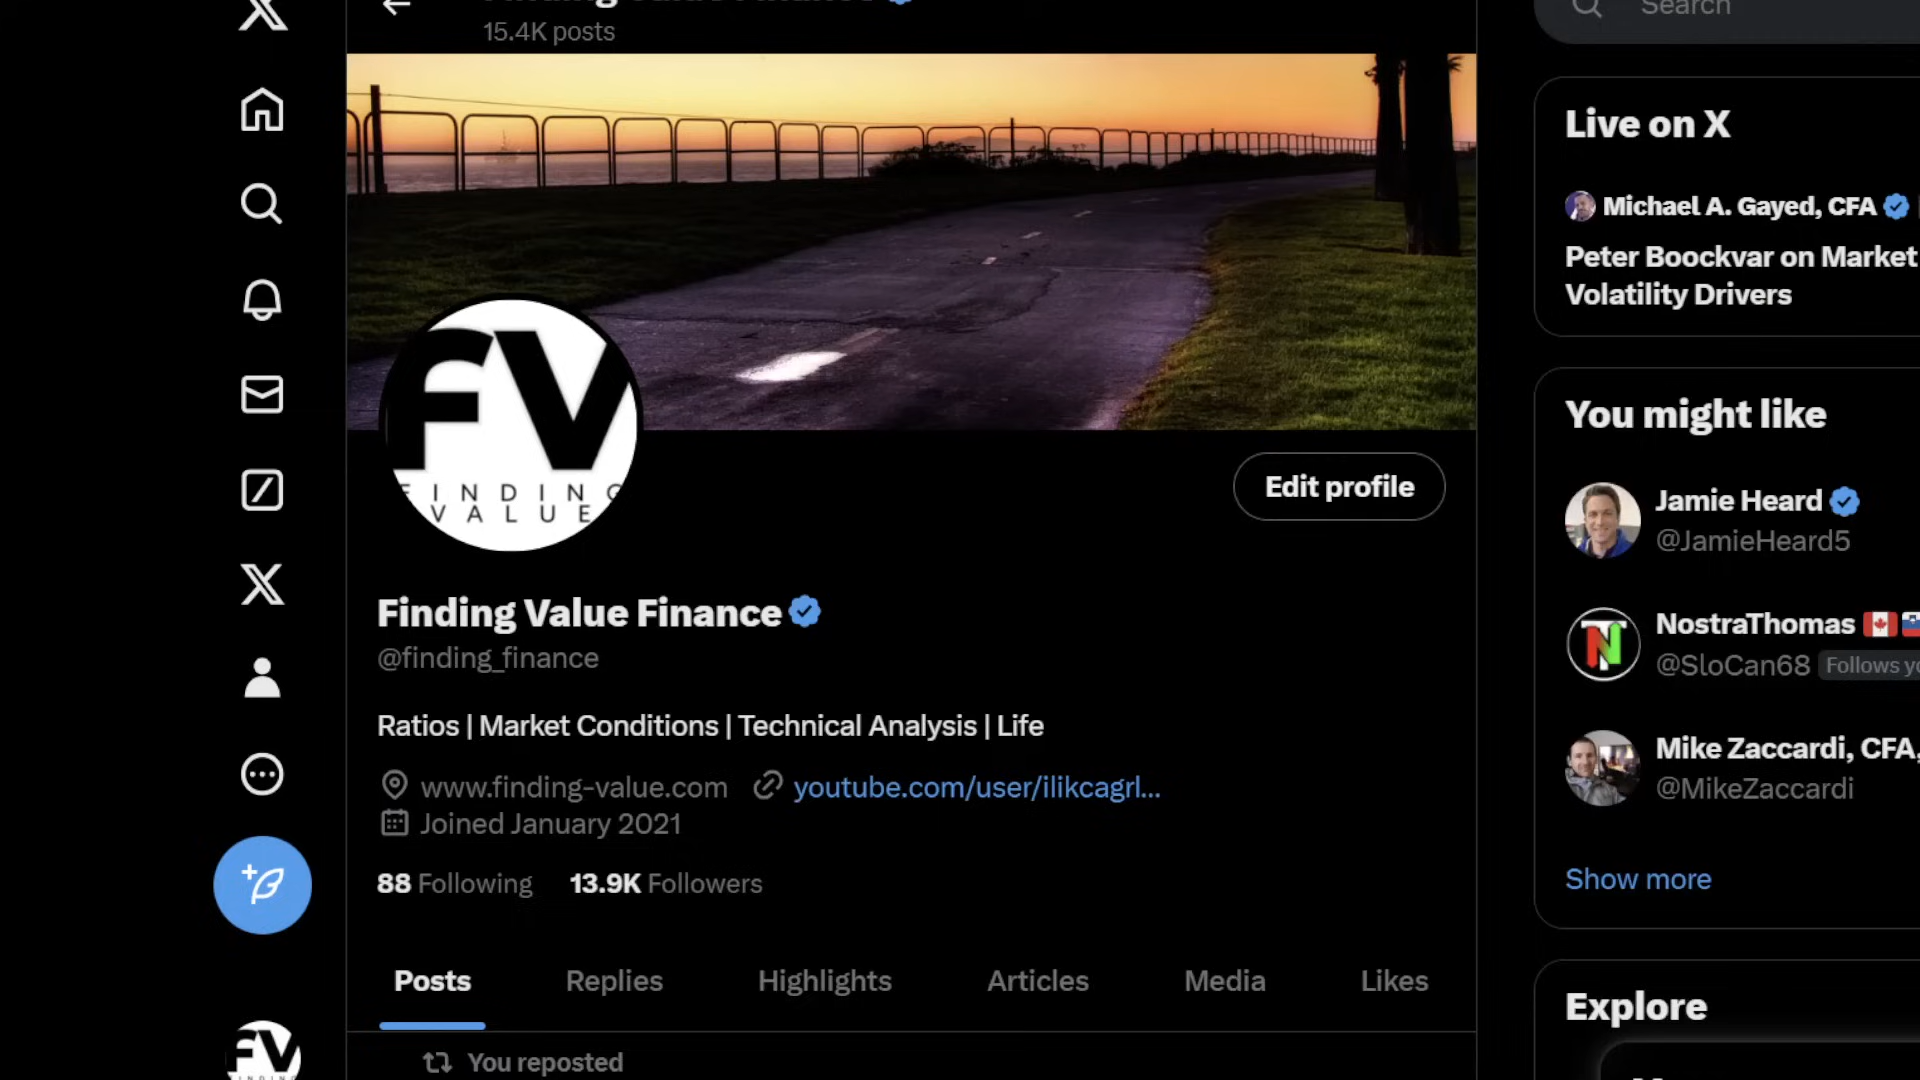 15.4K posts
Search
Live on X
Michael A. Gayed, CFA
Peter Boockvar on Market
Volatility Drivers
FV
FINDING
VALUE
Edit profile
You might like
Jamie Heard
@JamieHeard5
NostraThomas
@SloCan68 Follows yo
Mike Zaccardi, CFA,
@MikeZaccardi
Show more
Finding Value Finance
@finding_finance
Ratios | Market Conditions | Technical Analysis | Life
www.finding-value.com youtube.com/user/ilikcagrl...
Joined January 2021
88 Following 13.9K Followers
Posts Replies Highlights Articles Media Likes
Explore
You reposted
FV